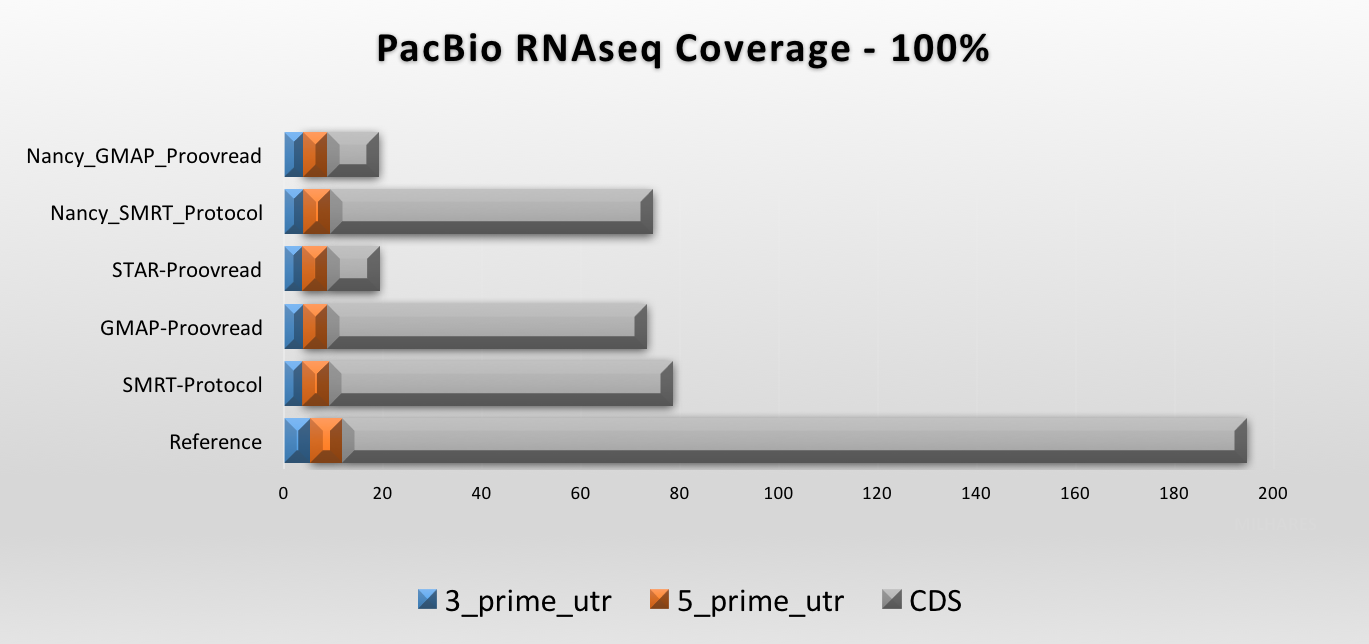 PacBio RNAseq Coverage - 100%
Nancy_GMAP_Proovread
Nancy_SMRT_Protocol
STAR-Proovread
GMAP-Proovread
SMRT-Protocol
Reference
0 20 40 60 80 100 120 140 160 180 200
3_prime_utr 5_prime_utr CDS